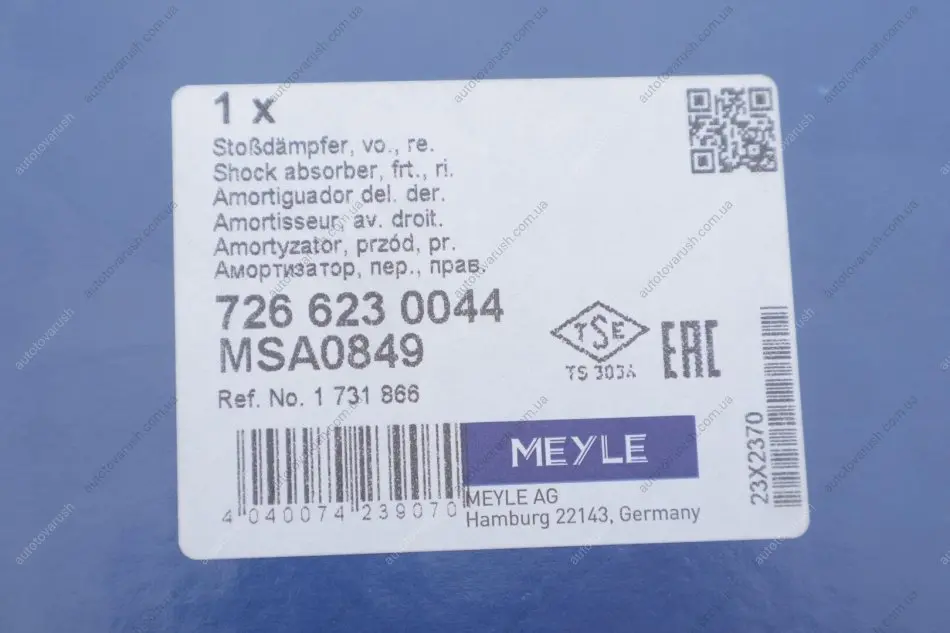 1 x
Stoßdämpfer, vo., re.
Shock absorber, frt., ri.
Amortiguador del. der.
Amortisseur, av. droit.
Amortyzator, przód, pr.
Амортизатор, пер., прав.
726 623 0044
MSA0849
Ref. No. 1 731 866
TSE
TS 303A
EAC
MEYLE
4 040074 239070
MEYLE AG
Hamburg 22143, Germany
23X2370
autotovarush.com.ua